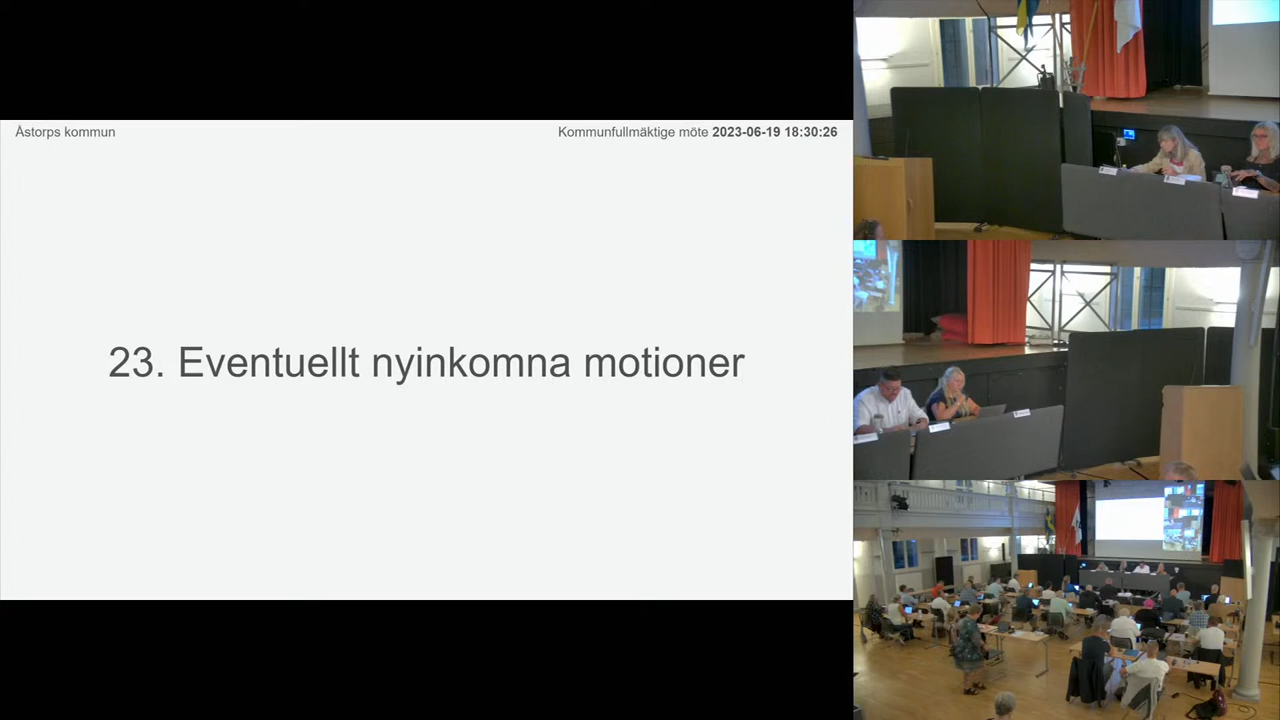 Åstorps kommun
Kommunfullmäktige möte 2023-06-19 18:30:26
23. Eventuellt nyinkomna motioner